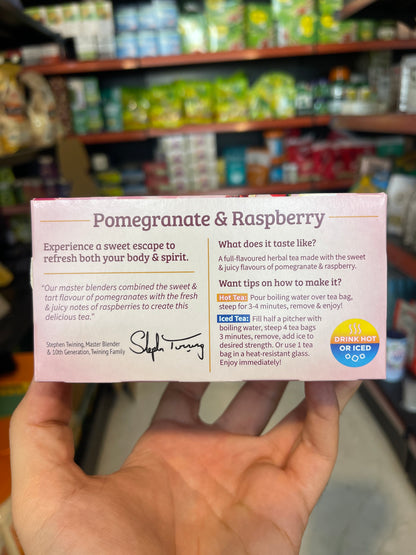 Pomegranate & Raspberry
Experience a sweet escape to
refresh both your body & spirit.
"Our master blenders combined the sweet &
tart flavour of pomegranates with the fresh
& juicy notes of raspberries to create this
delicious tea."
Stephen Twining, Master Blender
& 10th Generation, Twining Family
Stephen Twining
What does it taste like?
A full-flavoured herbal tea made with the sweet
& juicy flavours of pomegranate & raspberry.
Want tips on how to make it?
Hot Tea: Pour boiling water over tea bag,
steep for 3-4 minutes, remove & enjoy!
Iced Tea: Fill half a pitcher with
boiling water, steep 4 tea bags
3 minutes, remove, add ice to
desired strength. Or use 1 tea
bag in a heat-resistant glass.
Enjoy immediately!
DRINK HOT
OR ICED